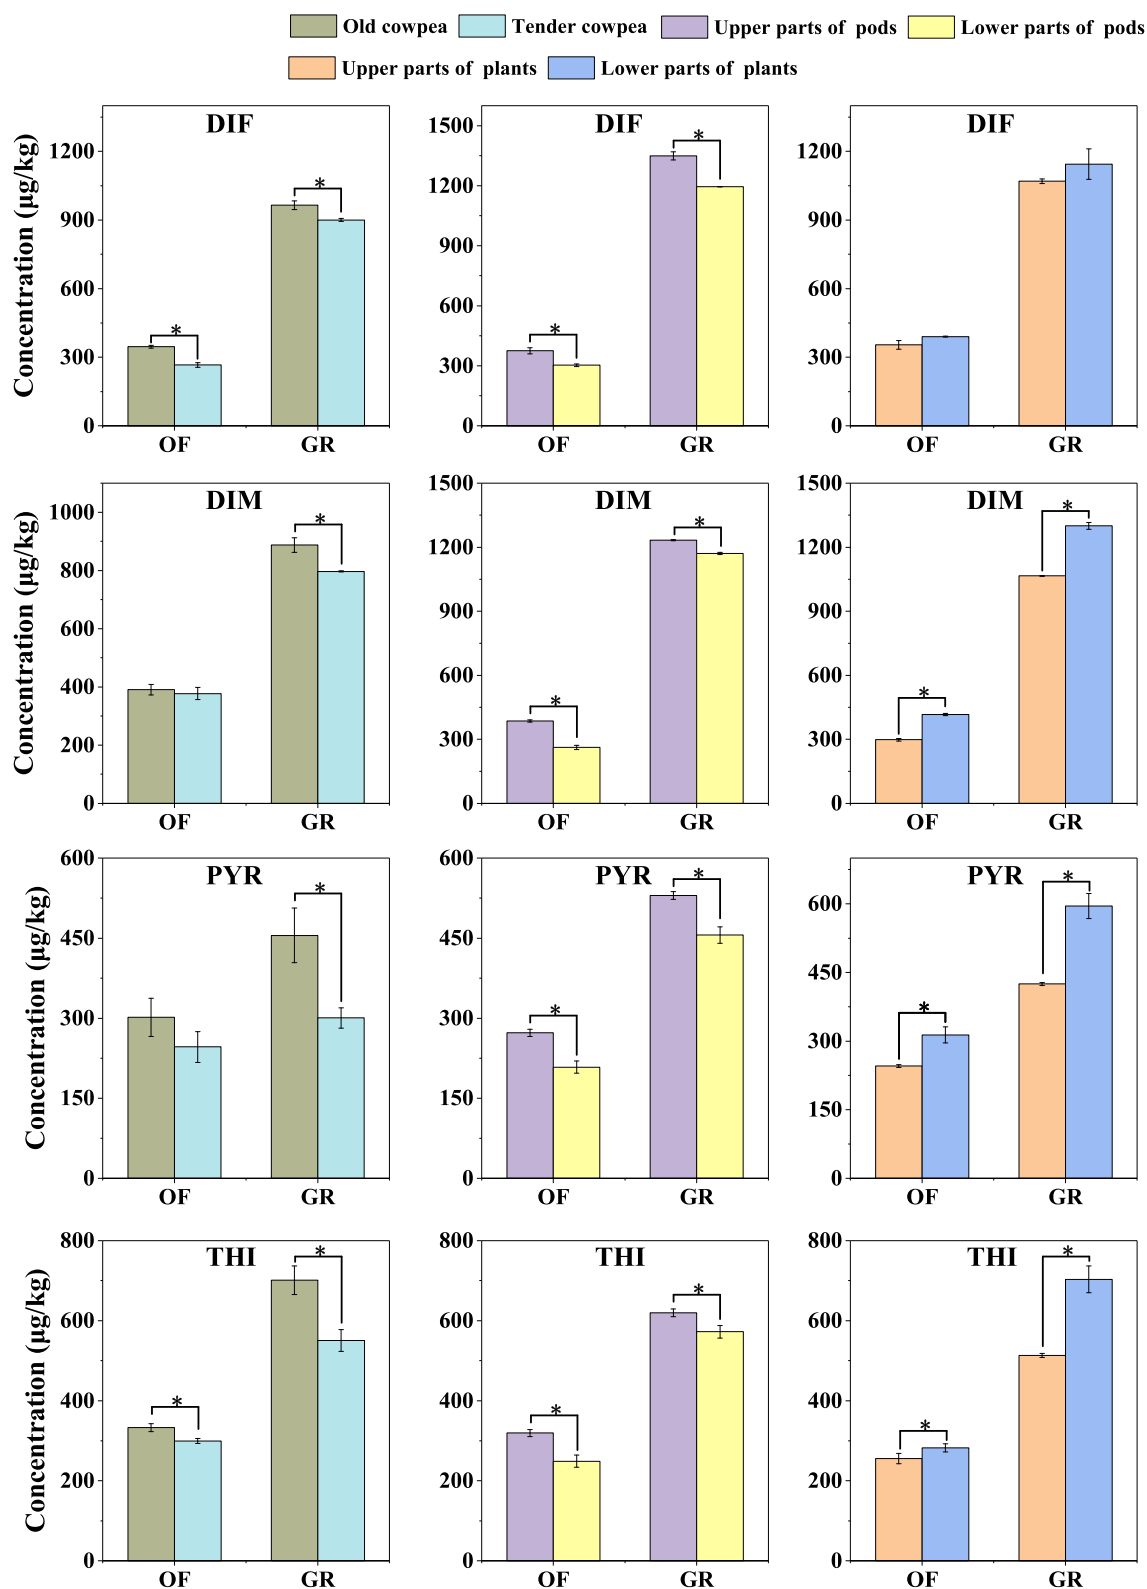 Old cowpea Tender cowpea Upper parts of pods Lower parts of pods
Upper parts of plants Lower parts of plants
Concentration (μg/kg)
DIF
1200
900
600
300
0
OF GR
*
*
DIF
1500
1200
900
600
300
0
OF GR
*
*
DIF
1200
900
600
300
0
OF GR
Concentration (μg/kg)
DIM
1000
800
600
400
200
0
OF GR
*
DIM
1500
1200
900
600
300
0
OF GR
*
*
DIM
1500
1200
900
600
300
0
OF GR
*
*
Concentration (μg/kg)
PYR
600
450
300
150
0
OF GR
*
PYR
600
450
300
150
0
OF GR
*
*
PYR
600
450
300
150
0
OF GR
*
*
Concentration (μg/kg)
THI
800
600
400
200
0
OF GR
*
*
THI
800
600
400
200
0
OF GR
*
*
THI
800
600
400
200
0
OF GR
*
*